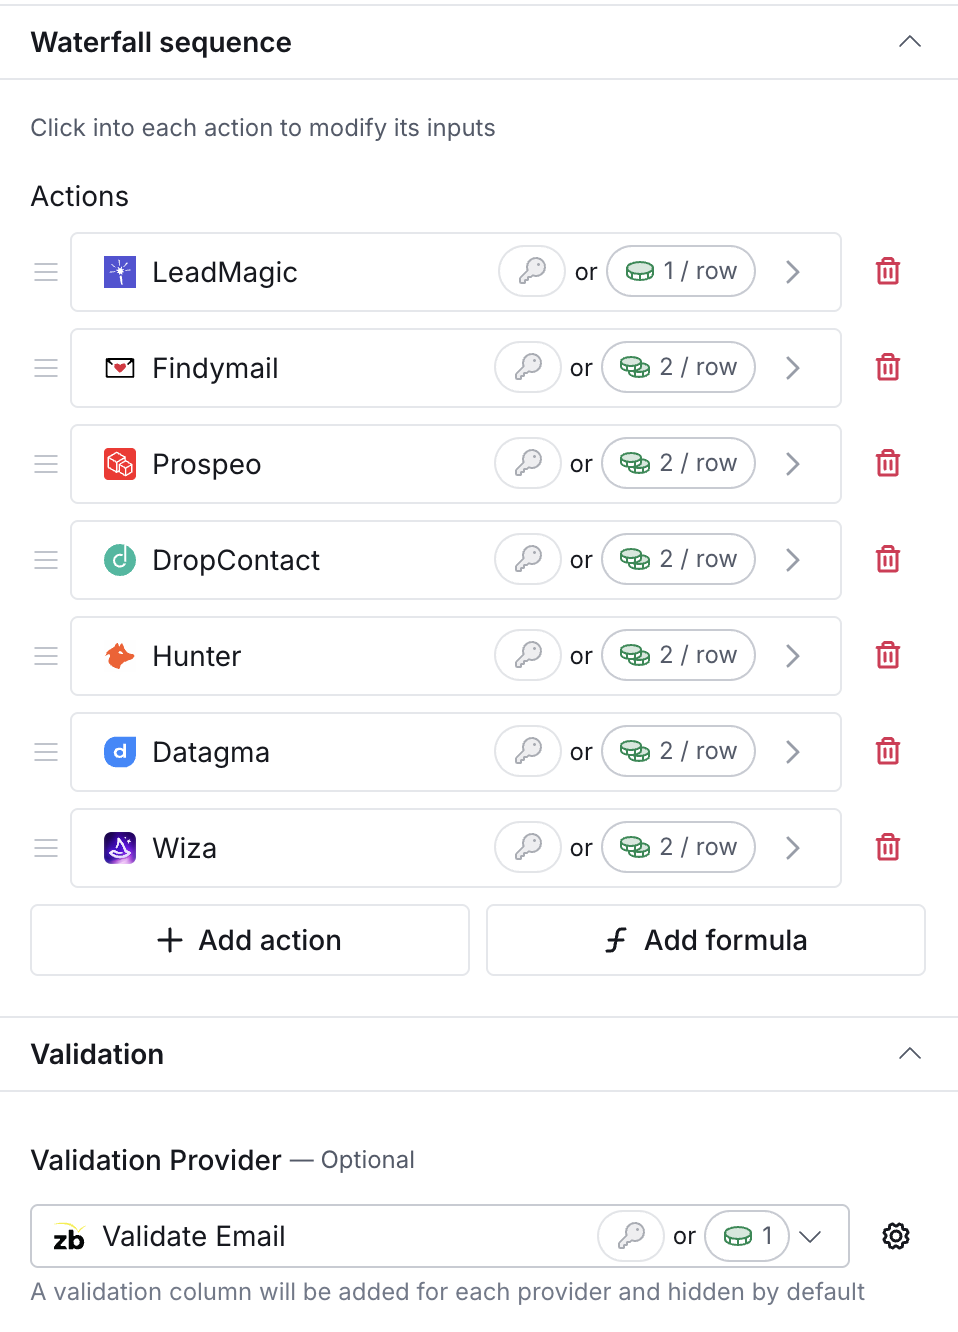 Waterfall sequence
Click into each action to modify its inputs
Actions
LeadMagic or 1 / row
Findymail or 2 / row
Prospeo or 2 / row
DropContact or 2 / row
Hunter or 2 / row
d Datagma or 2 / row
Wiza or 2 / row
+ Add action
f Add formula
Validation
Validation Provider — Optional
zb Validate Email or 1
A validation column will be added for each provider and hidden by default